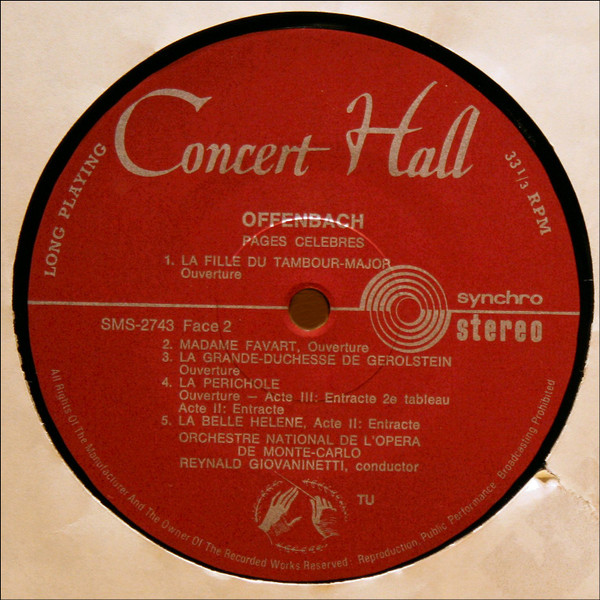 Concert Hall
LONG PLAYING
33 1/3 RPM
OFFENBACH
PAGES CELEBRES
1. LA FILLE DU TAMBOUR-MAJOR
Ouverture
synchro
stereo
SMS-2743 Face 2
2. MADAME FAVART, Ouverture
3. LA GRANDE-DUCHESSE DE GEROLSTEIN
Ouverture
4. LA PERICHOLE
Ouverture – Acte III: Entracte 2e tableau
Acte II: Entracte
5. LA BELLE HELENE, Acte II: Entracte
ORCHESTRE NATIONAL DE L'OPERA
DE MONTE-CARLO
REYNALD GIOVANINETTI, conductor
TU
All Rights Of The Manufacturer And The Owner Of The Recorded Works Reserved. Reproduction, Public Performance, Broadcasting Prohibited